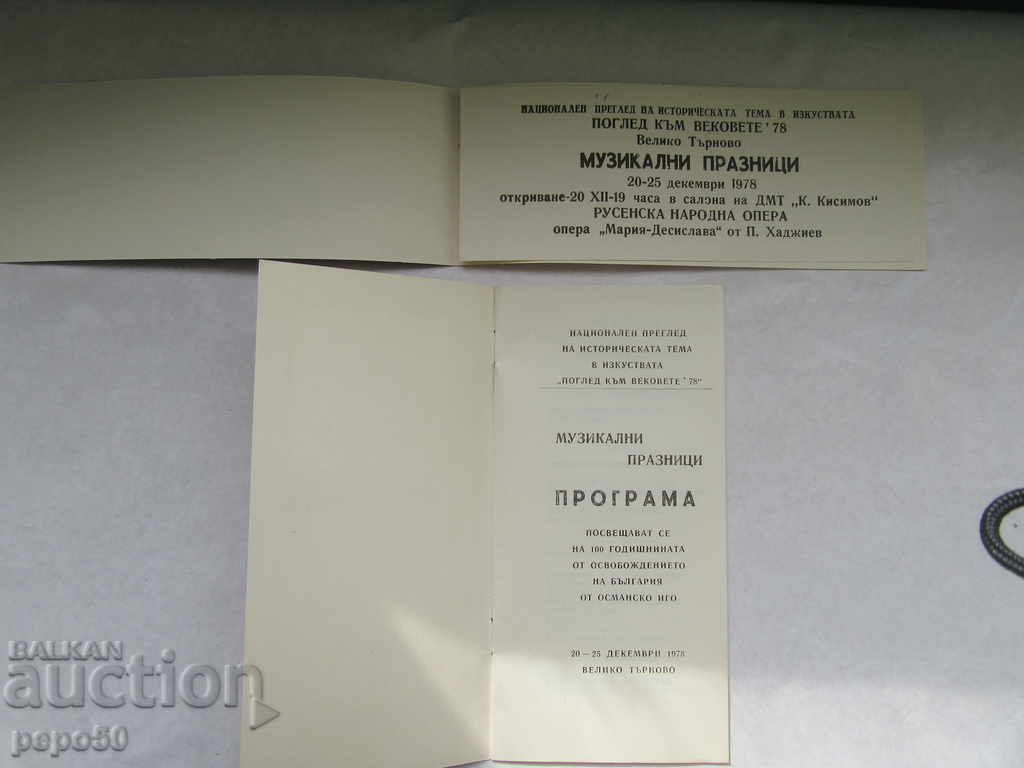 НАЦИОНАЛЕН ПРЕГЛЕД НА ИСТОРИЧЕСКАТА ТЕМА В ИЗКУСТВАТА
ПОГЛЕД КЪМ ВЕКОВЕТЕ '78
Велико Търново
МУЗИКАЛНИ ПРАЗНИЦИ
20-25 декември 1978
откриване-20 XII-19 часа в салэна на ДМТ „К. Кисимов"
РУСЕНСКА НАРОДНА ОПЕРА
опера „Мария-Десислава" от П. Хаджиев
НАЦИОНАЛЕН ПРЕГЛЕД
НА ИСТОРИЧЕСКАТА ТЕМА
В ИЗКУСТВАТА
„ПОГЛЕД КЪМ ВЕКОВЕТЕ '78"
МУЗИКАЛНИ
ПРАЗНИЦИ
ПРОГРАМА
ПОСВЕЩАВАТ СЕ
НА 100 ГОДИШНИНАТА
ОТ ОСВОБОЖДЕНИЕТО
НА БЪЛГАРИЯ
ОТ ОСМАНСКО ИГО
20 – 25 ДЕКЕМВРИ 1978
ВЕЛИКО ТЪРНОВО
BALKAN
auction
pepo50